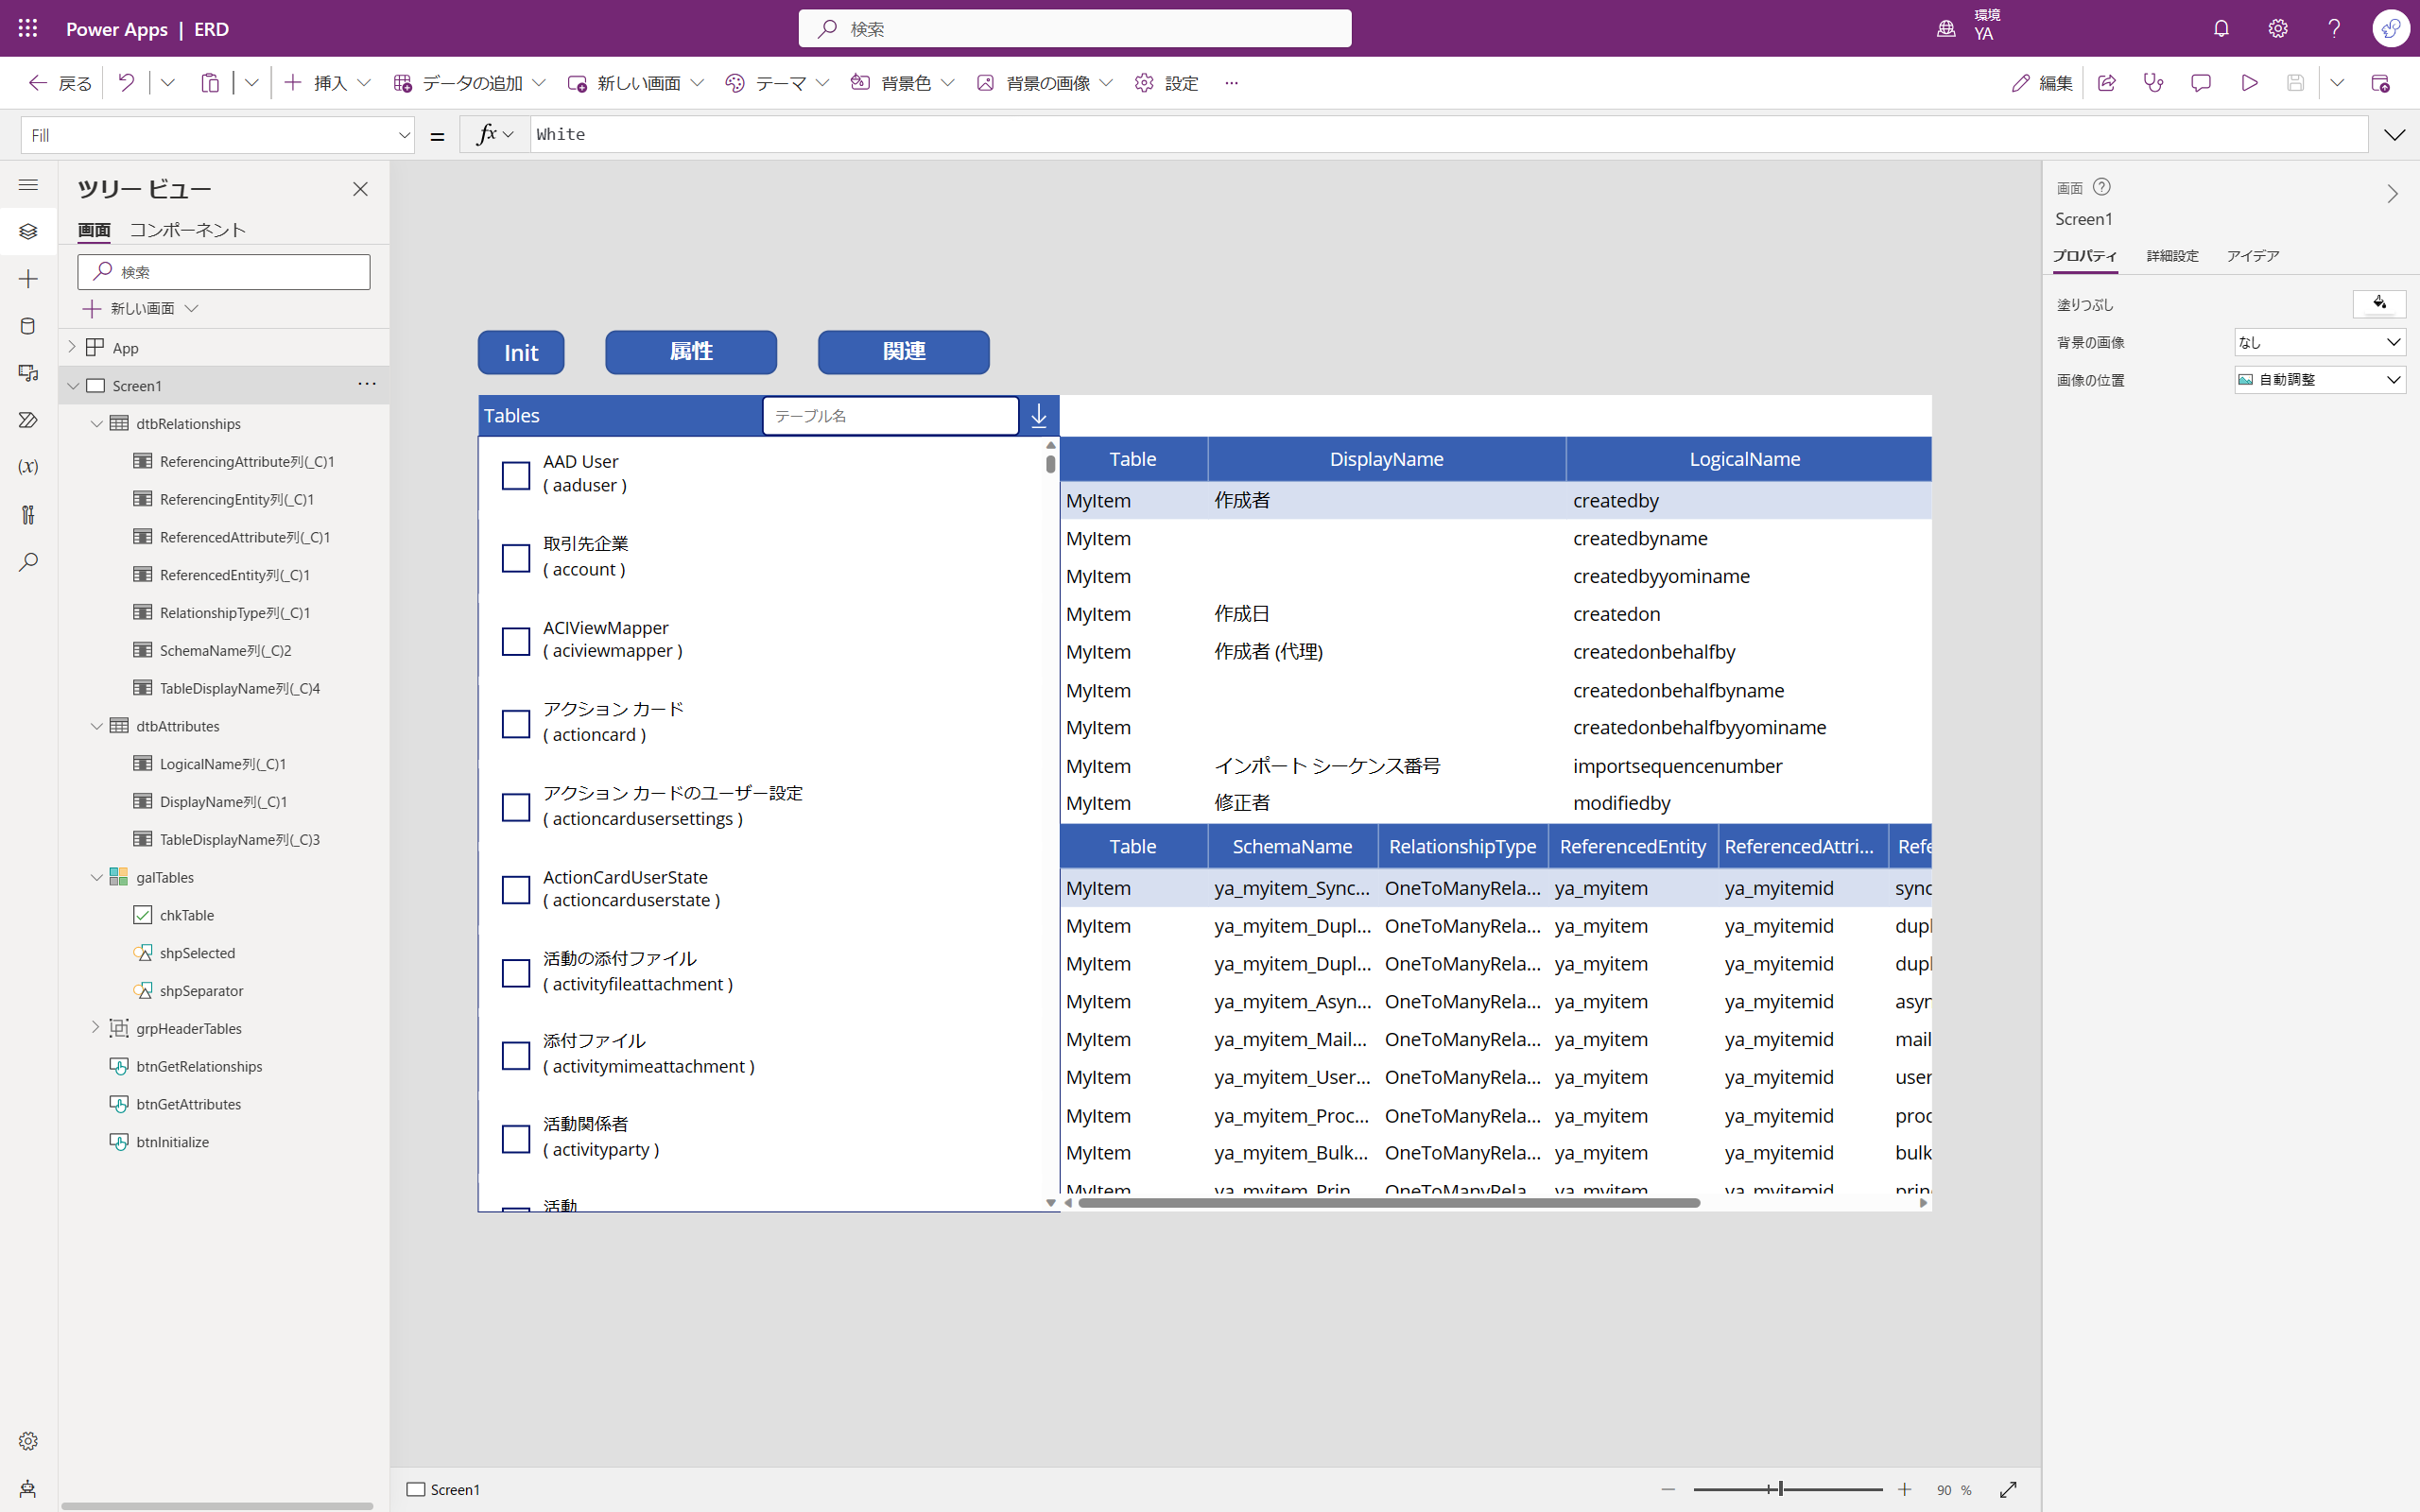 Power Apps | ERD
検索
環境
YA
戻る
挿入
データの追加
新しい画面
テーマ
背景色
背景の画像
設定
編集
Fill
=
fx
White
ツリー ビュー
画面
コンポーネント
検索
新しい画面
App
Screen1
dtbRelationships
ReferencingAttribute列(_C)1
ReferencingEntity列(_C)1
ReferencedAttribute列(_C)1
ReferencedEntity列(_C)1
RelationshipType列(_C)1
SchemaName列(_C)2
TableDisplayName列(_C)4
dtbAttributes
LogicalName列(_C)1
DisplayName列(_C)1
TableDisplayName列(_C)3
galTables
chkTable
shpSelected
shpSeparator
grpHeaderTables
btnGetRelationships
btnGetAttributes
btnInitialize
Init
属性
関連
Tables
テーブル名
AAD User
( aaduser )
取引先企業
( account )
ACIViewMapper
( aciviewmapper )
アクション カード
( actioncard )
アクション カードのユーザー設定
( actioncardusersettings )
ActionCardUserState
( actioncarduserstate )
活動の添付ファイル
( activityfileattachment )
添付ファイル
( activitymimeattachment )
活動関係者
( activityparty )
活動
Table DisplayName LogicalName
MyItem 作成者 createdby
MyItem createdbyname
MyItem createdbyyominame
MyItem 作成日 createdon
MyItem 作成者 (代理) createdonbehalfby
MyItem createdonbehalfbyname
MyItem createdonbehalfbyyominame
MyItem インポート シーケンス番号 importsequencenumber
MyItem 修正者 modifiedby
Table SchemaName RelationshipType ReferencedEntity ReferencedAttri... Refe
MyItem ya_myitem_Sync... OneToManyRela... ya_myitem ya_myitemid sync
MyItem ya_myitem_Dupl... OneToManyRela... ya_myitem ya_myitemid dupl
MyItem ya_myitem_Dupl... OneToManyRela... ya_myitem ya_myitemid dupl
MyItem ya_myitem_Asyn... OneToManyRela... ya_myitem ya_myitemid asyn
MyItem ya_myitem_Mail... OneToManyRela... ya_myitem ya_myitemid mail
MyItem ya_myitem_User... OneToManyRela... ya_myitem ya_myitemid user
MyItem ya_myitem_Proc... OneToManyRela... ya_myitem ya_myitemid proc
MyItem ya_myitem_Bulk... OneToManyRela... ya_myitem ya_myitemid bulk
MyItem ya_myitem_Prin OneToManyRela ya_myitem ya_myitemid prin
画面
Screen1
プロパティ
詳細設定
アイデア
塗りつぶし
背景の画像
なし
画像の位置
自動調整
Screen1
90 %